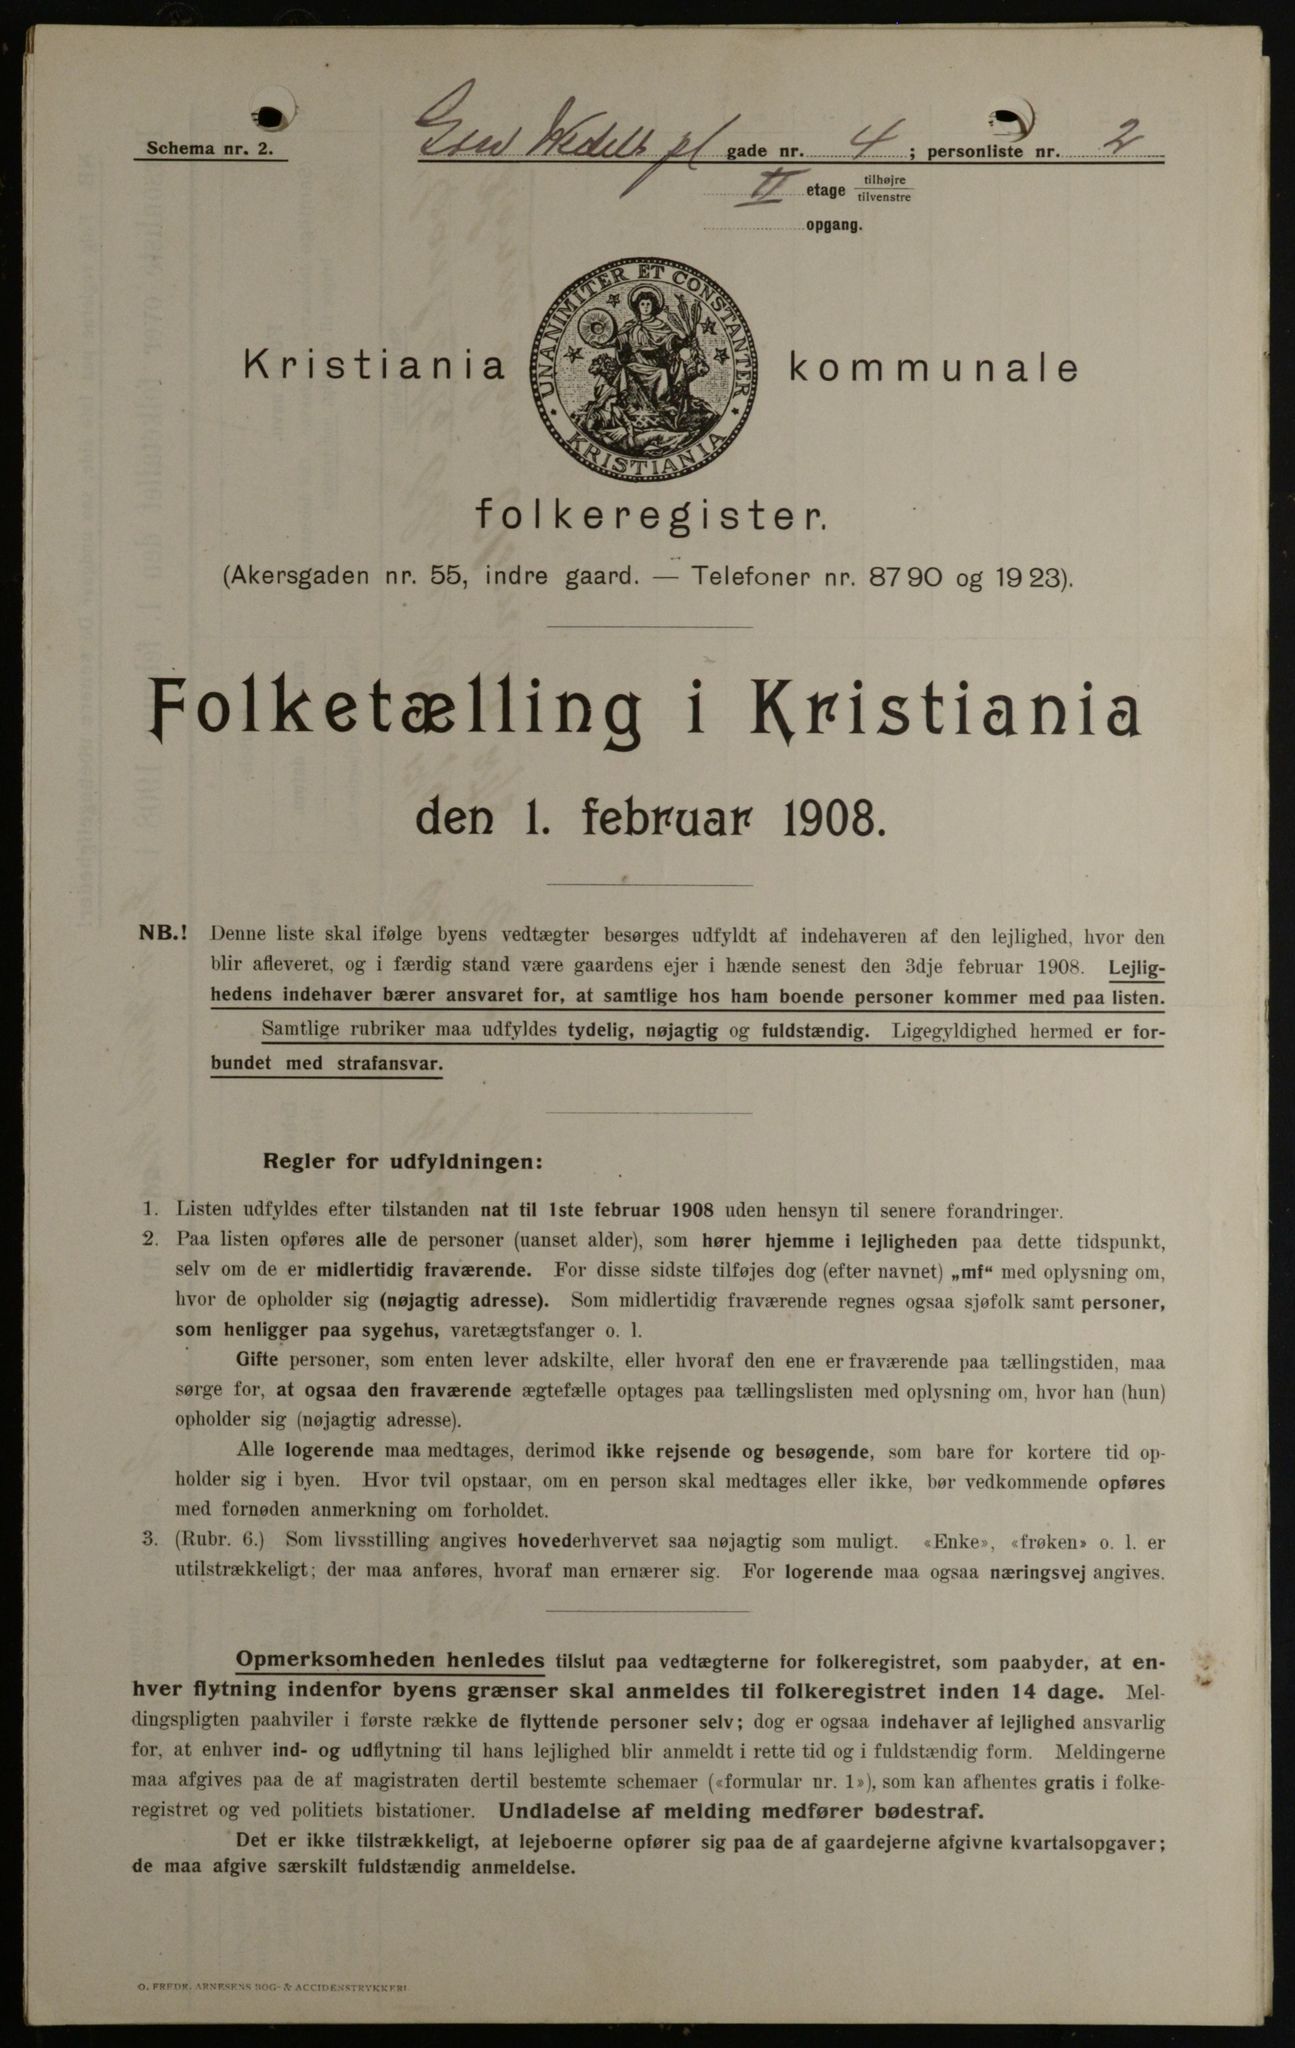 Schema nr. 2. Grev Wedels pl gade nr. 4; personliste nr. 2
II etage tilhøjre
tilvenstre
opgang.
UNANIMITER ET CONSTANTER
KRISTIANIA
Kristiania kommunale
folkeregister.
(Akersgaden nr. 55, indre gaard. — Telefoner nr. 8790 og 1923).
Folketælling i Kristiania
den 1. februar 1908.
NB.! Denne liste skal ifølge byens vedtægter besørges udfyldt af indehaveren af den lejlighed, hvor den
blir afleveret, og i færdig stand være gaardens ejer i hænde senest den 3dje februar 1908. Lejlig-
hedens indehaver bærer ansvaret for, at samtlige hos ham boende personer kommer med paa listen.
Samtlige rubriker maa udfyldes tydelig, nøjagtig og fuldstændig. Ligegyldighed hermed er for-
bundet med strafansvar.
Regler for udfyldningen:
1. Listen udfyldes efter tilstanden nat til 1ste februar 1908 uden hensyn til senere forandringer.
2. Paa listen opføres alle de personer (uanset alder), som hører hjemme i lejligheden paa dette tidspunkt,
selv om de er midlertidig fraværende. For disse sidste tilføjes dog (efter navnet) „mf“ med oplysning om,
hvor de opholder sig (nøjagtig adresse). Som midlertidig fraværende regnes ogsaa sjøfolk samt personer,
som henligger paa sygehus, varetægtsfanger o. l.
Gifte personer, som enten lever adskilte, eller hvoraf den ene er fraværende paa tællingstiden, maa
sørge for, at ogsaa den fraværende ægtefælle optages paa tællingslisten med oplysning om, hvor han (hun)
opholder sig (nøjagtig adresse).
Alle logerende maa medtages, derimod ikke rejsende og besøgende, som bare for kortere tid op-
holder sig i byen. Hvor tvil opstaar, om en person skal medtages eller ikke, bør vedkommende opføres
med fornøden anmerkning om forholdet.
3. (Rubr. 6.) Som livsstilling angives hovederhvervet saa nøjagtig som muligt. «Enke», «frøken» o. l. er
utilstrækkeligt; der maa anføres, hvoraf man ernærer sig. For logerende maa ogsaa næringsvej angives.
Opmerksomheden henledes tilslut paa vedtægterne for folkeregistret, som paabyder, at en-
hver flytning indenfor byens grænser skal anmeldes til folkeregistret inden 14 dage. Mel-
dingspligten paahviler i første række de flyttende personer selv; dog er ogsaa indehaver af lejlighed ansvarlig
for, at enhver ind- og udflytning til hans lejlighed blir anmeldt i rette tid og i fuldstændig form. Meldingerne
maa afgives paa de af magistraten dertil bestemte schemaer («formular nr. 1»), som kan afhentes gratis i folke-
registret og ved politiets bistationer. Undladelse af melding medfører bødestraf.
Det er ikke tilstrækkeligt, at lejeboerne opfører sig paa de af gaardejerne afgivne kvartalsopgaver;
de maa afgive særskilt fuldstændig anmeldelse.
O. FREDR. ARNESENS BOG- & ACCIDENSTRYKKERI.